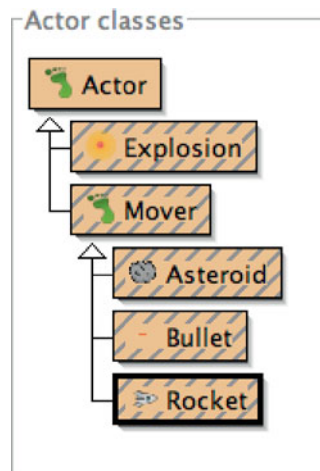 Actor classes
Actor
Explosion
Mover
Asteroid
Bullet
Rocket